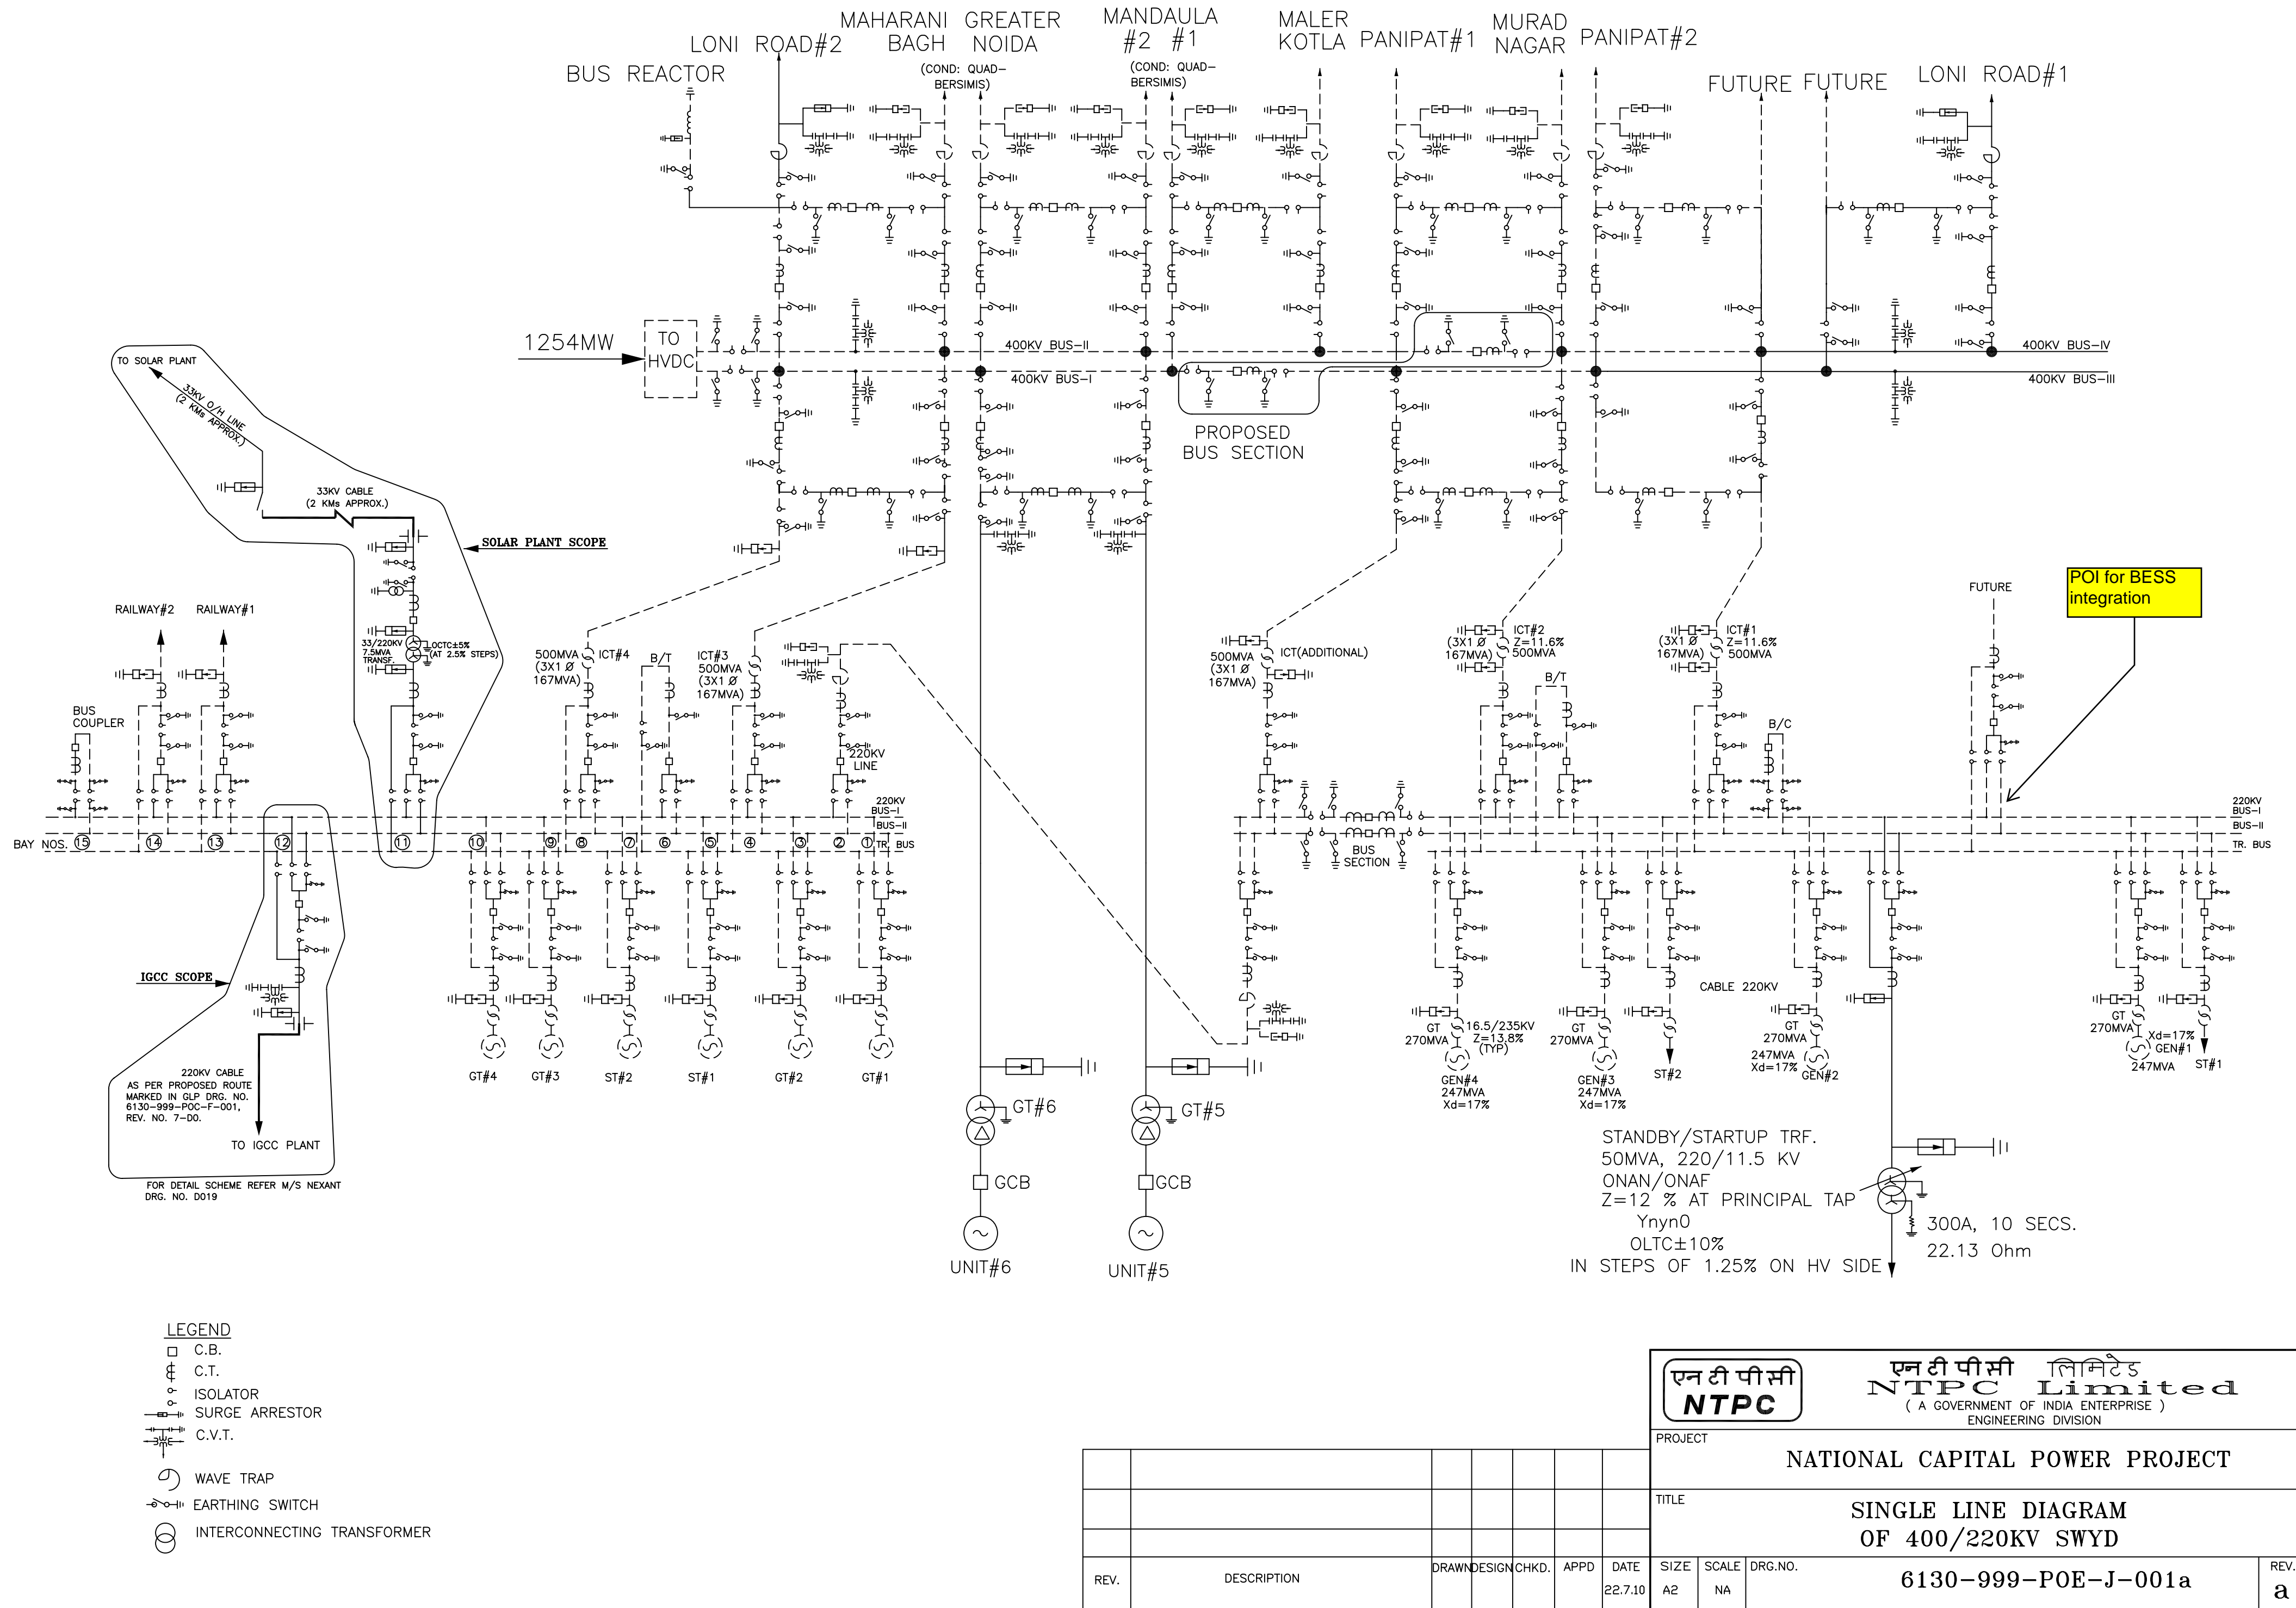 MAHARANI
BAGH
GREATER
NOIDA
(COND: QUAD-
BERSIMIS)
MANDAULA
#2 #1
(COND: QUAD-
BERSIMIS)
MALER
KOTLA
PANIPAT#1
MURAD
NAGAR
PANIPAT#2
LONI ROAD#2
BUS REACTOR
FUTURE
FUTURE
LONI ROAD#1
1254MW
TO
HVDC
400KV BUS-II
400KV BUS-I
400KV BUS-IV
400KV BUS-III
PROPOSED
BUS SECTION
TO SOLAR PLANT
33KV O/H LINE
(2 KMs APPROX.)
33KV CABLE
(2 KMs APPROX.)
SOLAR PLANT SCOPE
33/220KV
7.5MVA
TRANSF.
OCTC±5%
(AT 2.5% STEPS)
RAILWAY#2
RAILWAY#1
BUS
COUPLER
500MVA
(3X1 Ø
167MVA)
ICT#4
B/T
ICT#3
500MVA
(3X1 Ø
167MVA)
220KV
LINE
500MVA
(3X1 Ø
167MVA)
ICT(ADDITIONAL)
(3X1 Ø
167MVA)
ICT#2
Z=11.6%
500MVA
B/T
(3X1 Ø
167MVA)
ICT#1
Z=11.6%
500MVA
B/C
FUTURE
POI for BESS
integration
220KV
BUS-I
BUS-II
TR. BUS
220KV
BUS-I
BUS-II
TR. BUS
BAY NOS.
15
14
13
12
11
10
9
8
7
6
5
4
3
2
1
BUS
SECTION
IGCC SCOPE
220KV CABLE
AS PER PROPOSED ROUTE
MARKED IN GLP DRG. NO.
6130-999-POC-F-001,
REV. NO. 7-D0.
TO IGCC PLANT
FOR DETAIL SCHEME REFER M/S NEXANT
DRG. NO. D019
GT#4
GT#3
ST#2
ST#1
GT#2
GT#1
GT
270MVA
16.5/235KV
Z=13.8%
(TYP)
GEN#4
247MVA
Xd=17%
GT
270MVA
GEN#3
247MVA
Xd=17%
ST#2
CABLE 220KV
GT
270MVA
247MVA
Xd=17%
GEN#2
GT
270MVA
Xd=17%
GEN#1
247MVA
ST#1
GT#6
GCB
UNIT#6
GT#5
GCB
UNIT#5
STANDBY/STARTUP TRF.
50MVA, 220/11.5 KV
ONAN/ONAF
Z=12 % AT PRINCIPAL TAP
Ynyn0
OLTC±10%
IN STEPS OF 1.25% ON HV SIDE
300A, 10 SECS.
22.13 Ohm
LEGEND
C.B.
C.T.
ISOLATOR
SURGE ARRESTOR
C.V.T.
WAVE TRAP
EARTHING SWITCH
INTERCONNECTING TRANSFORMER
एन टी पी सी
NTPC
एन टी पी सी लिमिटेड
NTPC Limited
( A GOVERNMENT OF INDIA ENTERPRISE )
ENGINEERING DIVISION
PROJECT
NATIONAL CAPITAL POWER PROJECT
TITLE
SINGLE LINE DIAGRAM
OF 400/220KV SWYD
REV.
DESCRIPTION
DRAWN
DESIGN
CHKD.
APPD
DATE
22.7.10
SIZE
A2
SCALE
NA
DRG.NO.
6130-999-POE-J-001a
REV.
a